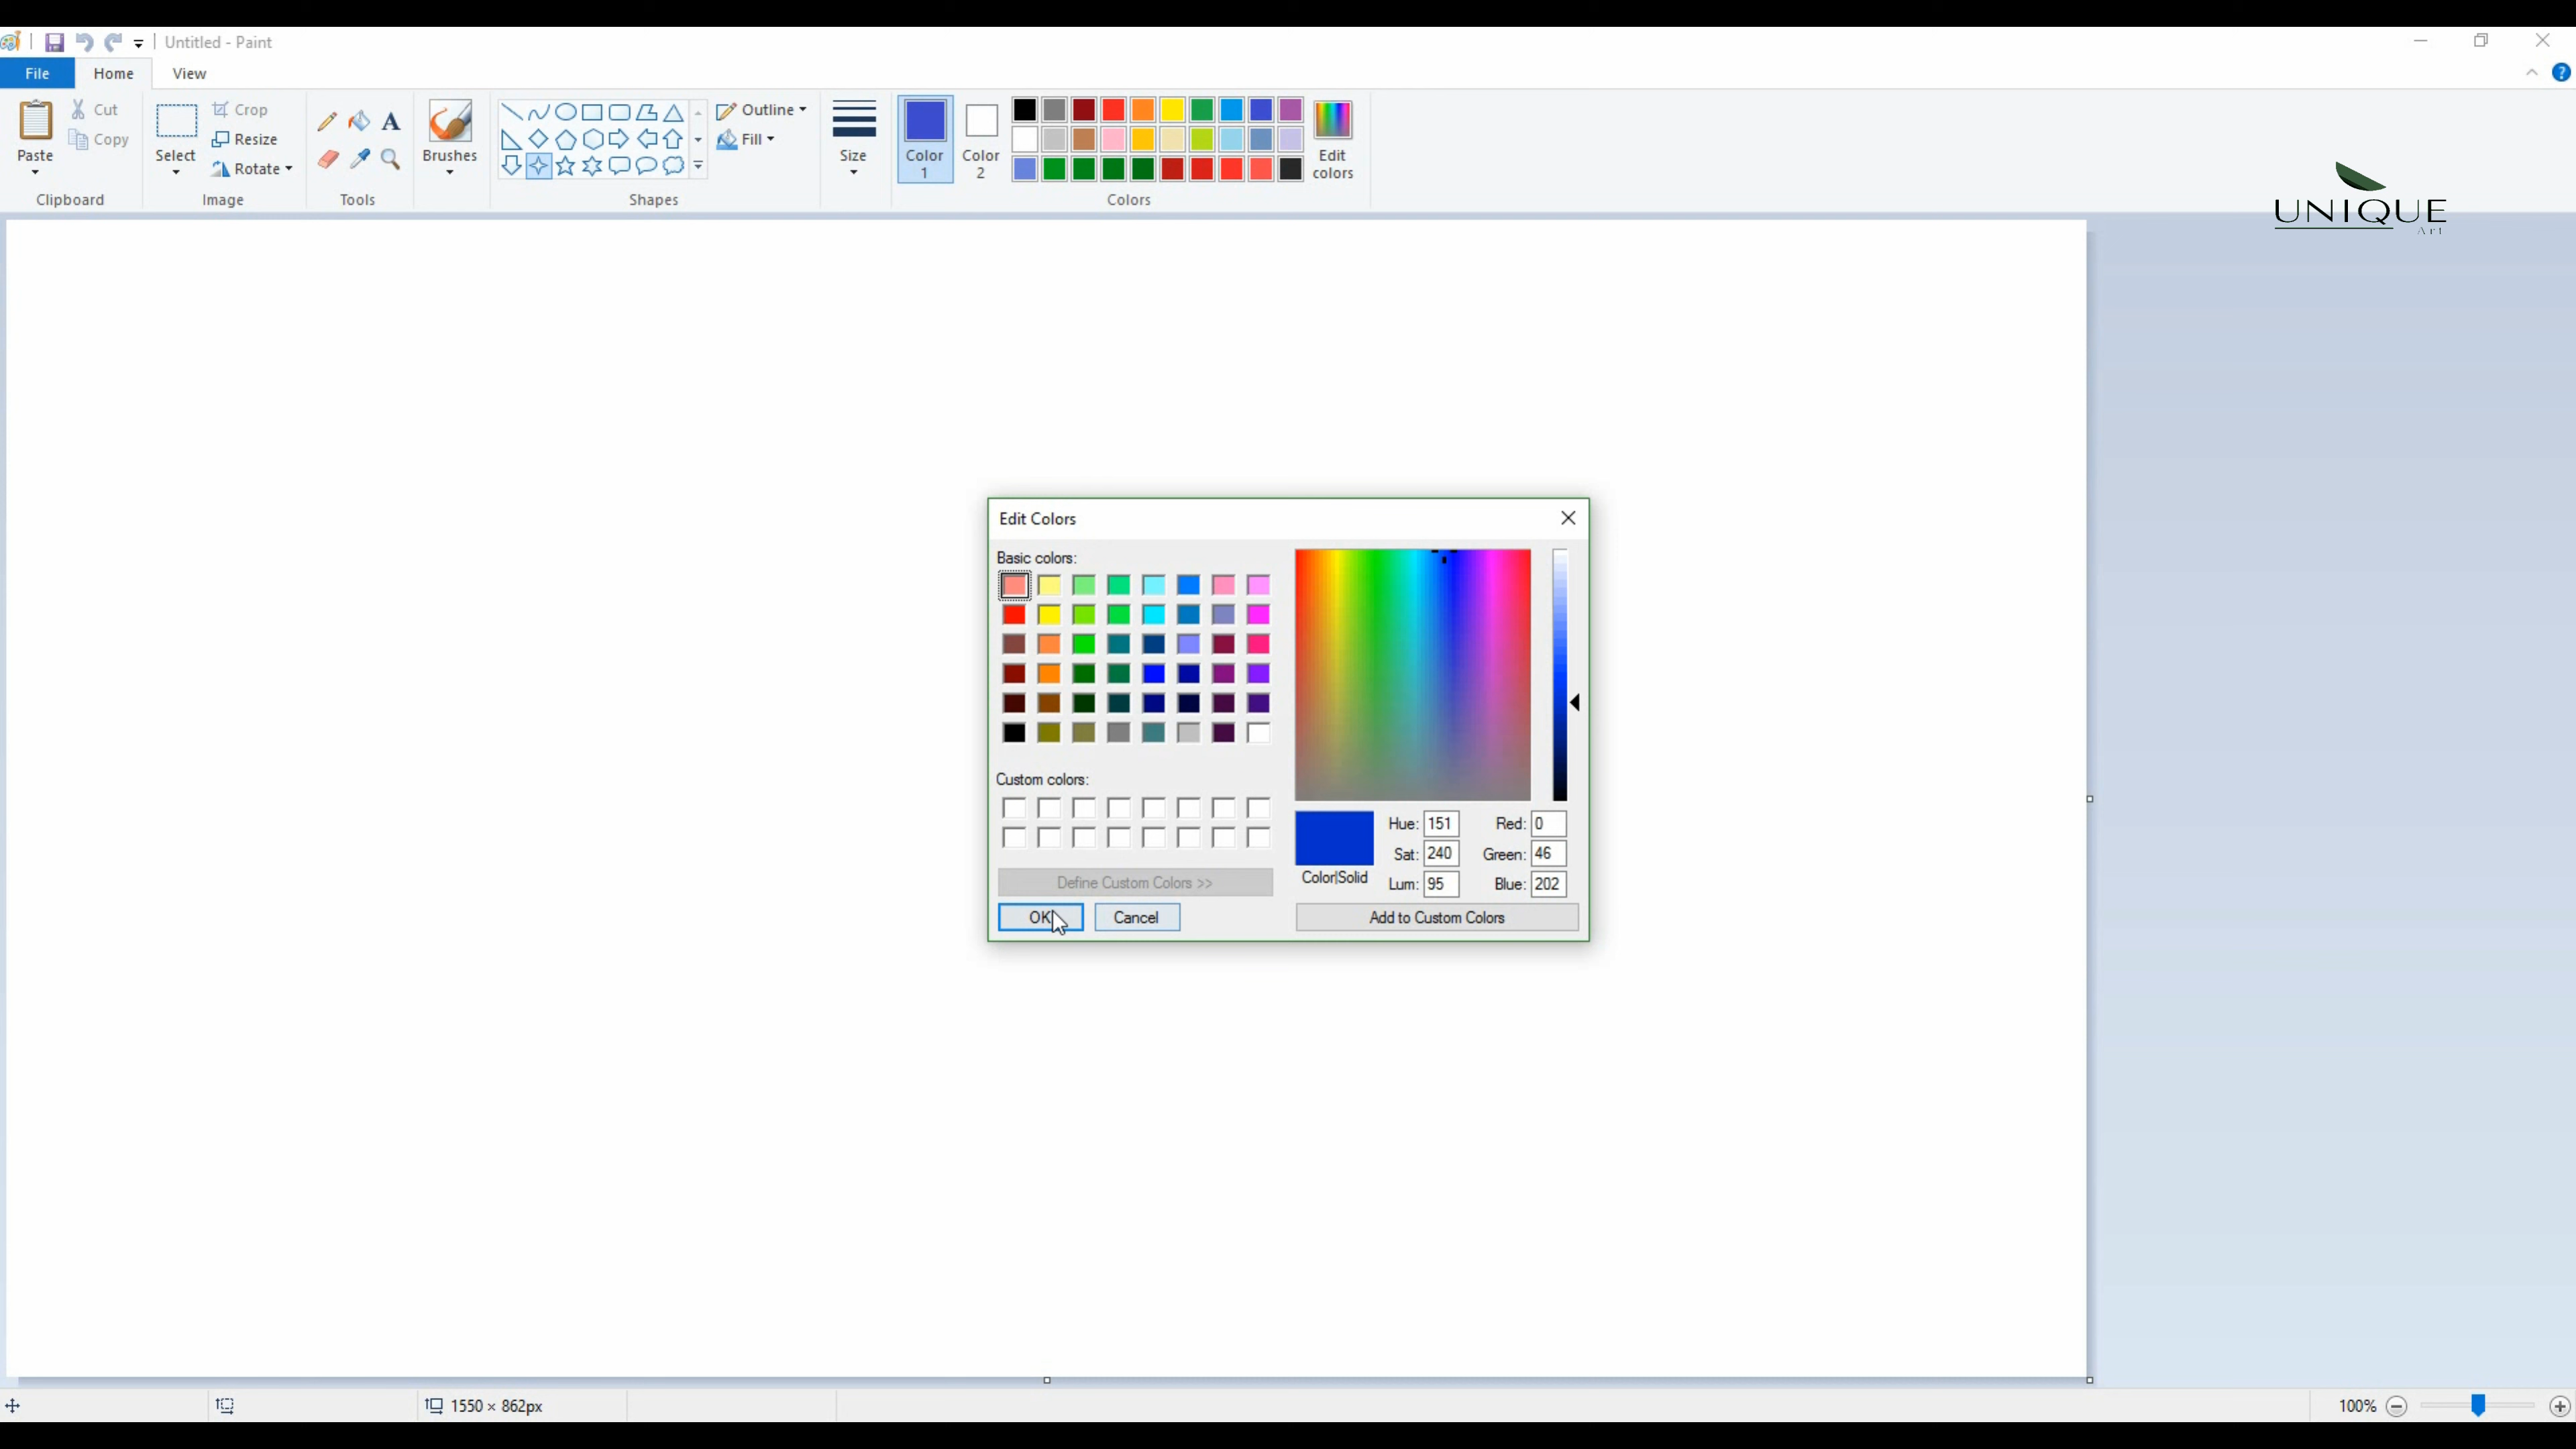 Untitled - Paint
File Home View
Paste
Cut
Copy
Clipboard
Select
Crop
Resize
Rotate
Image
Tools
Brushes
Shapes
Outline
Fill
Size
Color 1
Color 2
Edit colors
Colors
UNIQUE
Art
Edit Colors
Basic colors:
Custom colors:
Define Custom Colors >>
OK Cancel
Color|Solid
Hue: 151 Red: 0
Sat: 240 Green: 46
Lum: 95 Blue: 202
Add to Custom Colors
1550 × 862px
100%